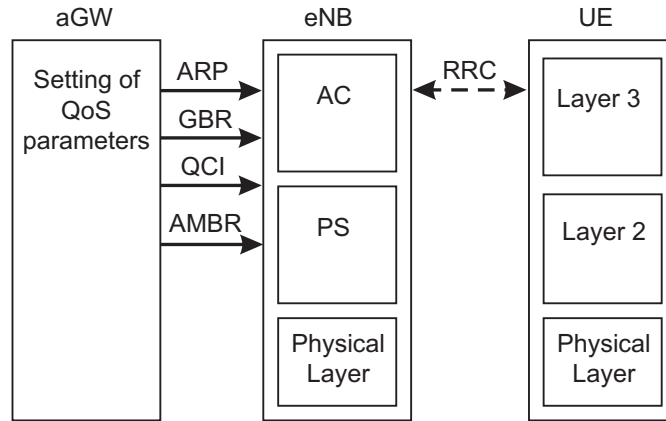 aGW
eNB
UE
Setting of
QoS
parameters
ARP
GBR
QCI
AMBR
AC
PS
Physical
Layer
RRC
Layer 3
Layer 2
Physical
Layer